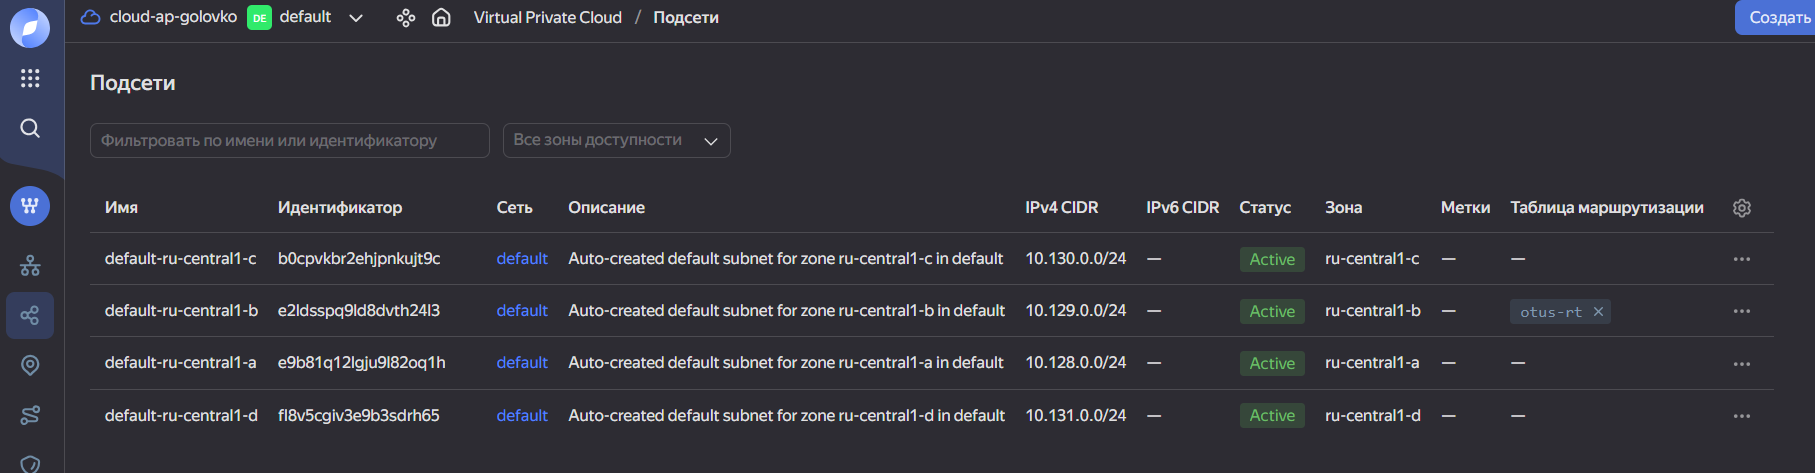 cloud-ap-golovko DE default Virtual Private Cloud / Подсети Создать
Подсети
Фильтровать по имени или идентификатору Все зоны доступности
Имя Идентификатор Сеть Описание IPv4 CIDR IPv6 CIDR Статус Зона Метки Таблица маршрутизации
default-ru-central1-c b0cpvkbr2ehjpnkujt9c default Auto-created default subnet for zone ru-central1-c in default 10.130.0.0/24 — Active ru-central1-c — —
default-ru-central1-b e2ldsspq9ld8dvth24l3 default Auto-created default subnet for zone ru-central1-b in default 10.129.0.0/24 — Active ru-central1-b — otus-rt ×
default-ru-central1-a e9b81q12lgju9l82oq1h default Auto-created default subnet for zone ru-central1-a in default 10.128.0.0/24 — Active ru-central1-a — —
default-ru-central1-d fl8v5cgiv3e9b3sdrh65 default Auto-created default subnet for zone ru-central1-d in default 10.131.0.0/24 — Active ru-central1-d — —